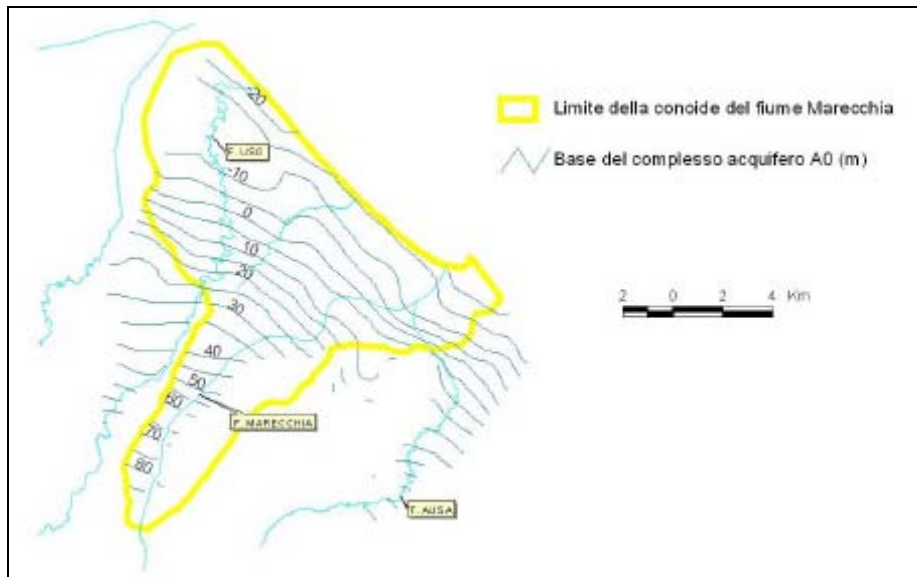 Limite della conoide del fiume Marecchia
Base del complesso acquifero A0 (m)
2 0 2 4 Km
-20
F. USO
-10
0
10
20
30
40
50
60
70
80
F. MARECCHIA
T. AUSA